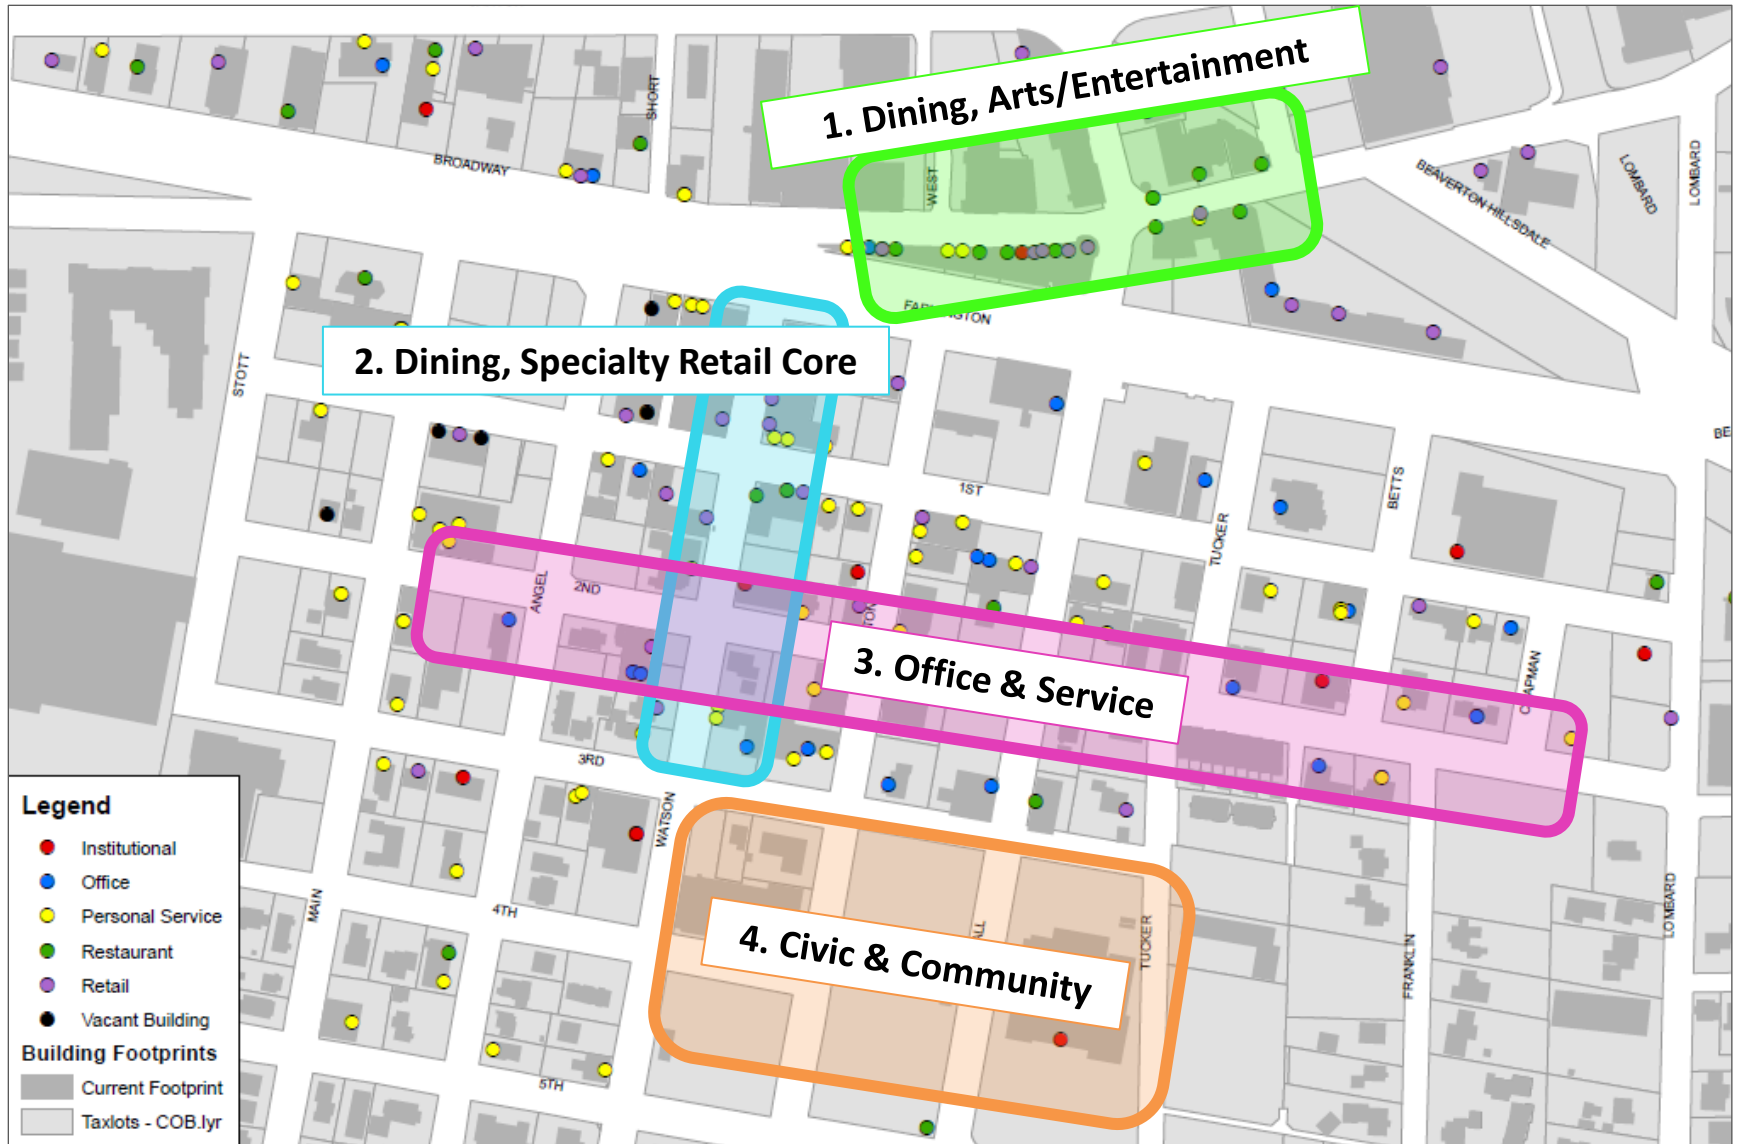 1. Dining, Arts/Entertainment
SHORT
BROADWAY
WEST
BEAVERTON HILLSDALE
LOMBARD
LOMBARD
STOTT
2. Dining, Specialty Retail Core
1ST
BETTS
TUCKER
ANGEL
2ND
3. Office & Service
3RD
WATSON
Legend
Institutional
Office
Personal Service
Restaurant
Retail
Vacant Building
Building Footprints
Current Footprint
Taxlots - COB.lyr
MAIN
4TH
4. Civic & Community
TUCKER
FRANKLIN
LOMBARD
5TH